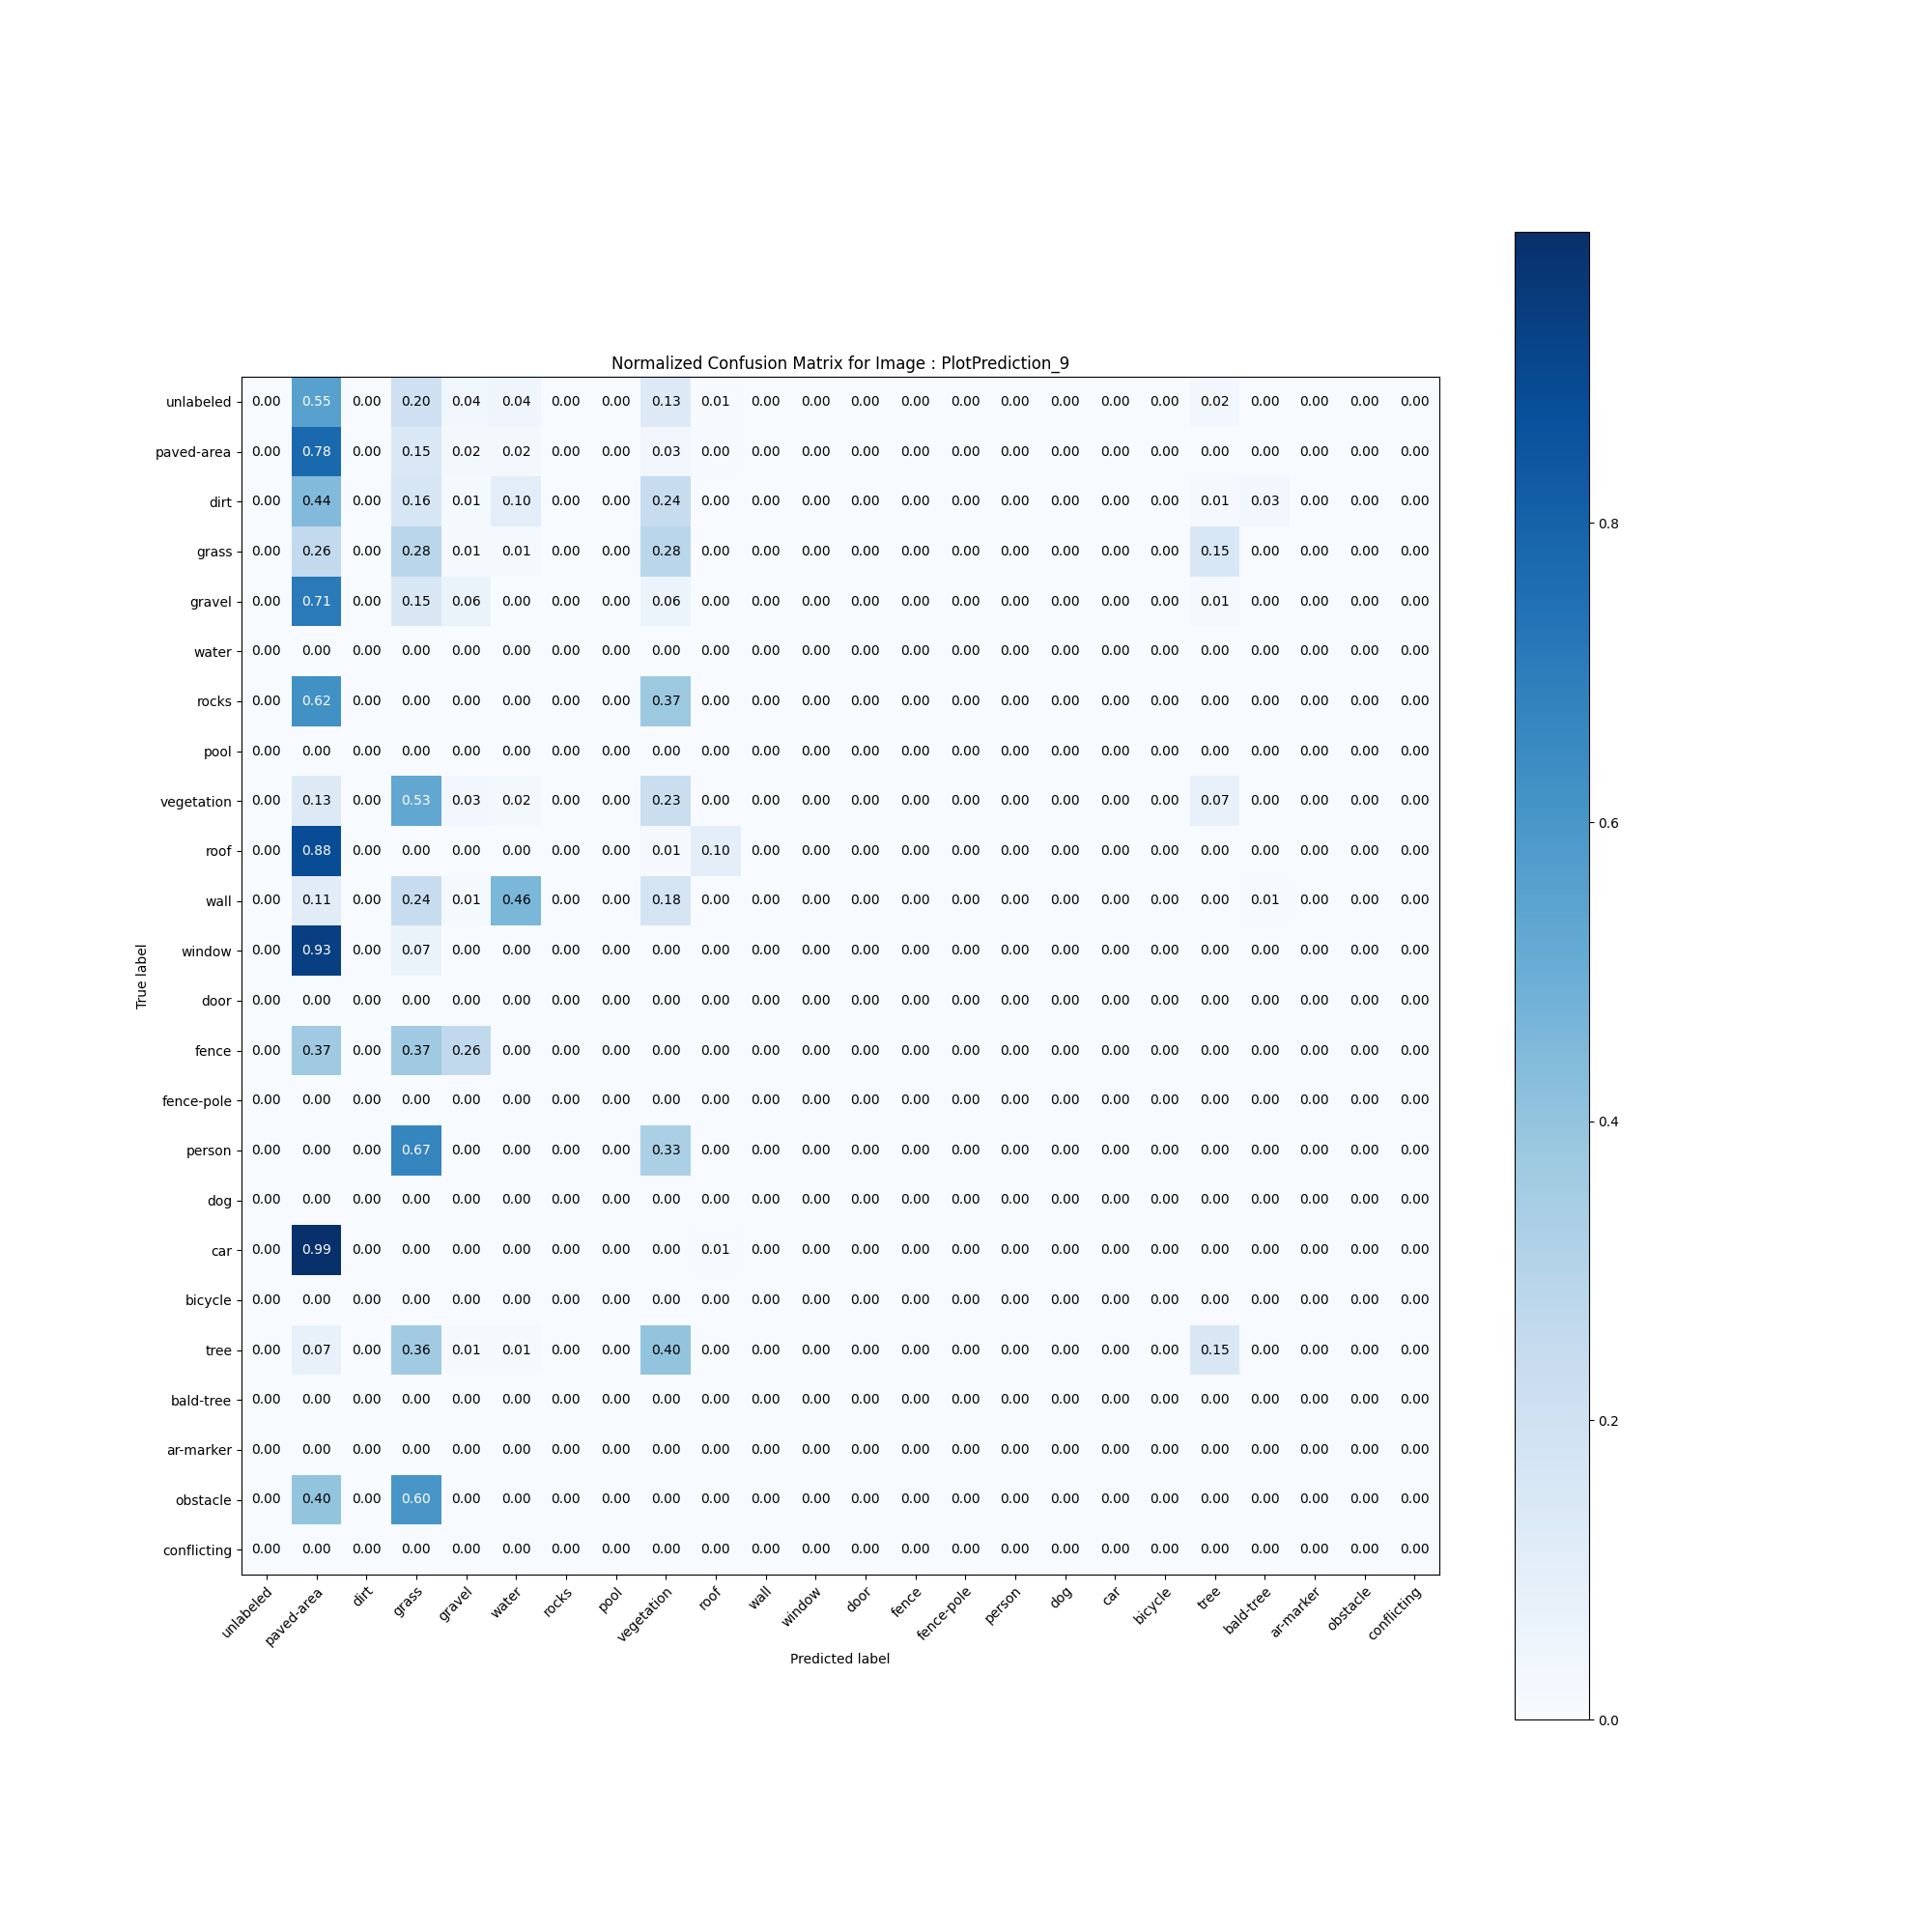 Normalized Confusion Matrix for Image : PlotPrediction_9
unlabeled 0.00 0.55 0.00 0.20 0.04 0.04 0.00 0.00 0.13 0.01 0.00 0.00 0.00 0.00 0.00 0.00 0.00 0.00 0.00 0.02 0.00 0.00 0.00 0.00
paved-area 0.00 0.78 0.00 0.15 0.02 0.02 0.00 0.00 0.03 0.00 0.00 0.00 0.00 0.00 0.00 0.00 0.00 0.00 0.00 0.00 0.00 0.00 0.00 0.00
dirt 0.00 0.44 0.00 0.16 0.01 0.10 0.00 0.00 0.24 0.00 0.00 0.00 0.00 0.00 0.00 0.00 0.00 0.00 0.00 0.01 0.03 0.00 0.00 0.00
grass 0.00 0.26 0.00 0.28 0.01 0.01 0.00 0.00 0.28 0.00 0.00 0.00 0.00 0.00 0.00 0.00 0.00 0.00 0.00 0.15 0.00 0.00 0.00 0.00
gravel 0.00 0.71 0.00 0.15 0.06 0.00 0.00 0.00 0.06 0.00 0.00 0.00 0.00 0.00 0.00 0.00 0.00 0.00 0.00 0.01 0.00 0.00 0.00 0.00
water 0.00 0.00 0.00 0.00 0.00 0.00 0.00 0.00 0.00 0.00 0.00 0.00 0.00 0.00 0.00 0.00 0.00 0.00 0.00 0.00 0.00 0.00 0.00 0.00
rocks 0.00 0.62 0.00 0.00 0.00 0.00 0.00 0.00 0.37 0.00 0.00 0.00 0.00 0.00 0.00 0.00 0.00 0.00 0.00 0.00 0.00 0.00 0.00 0.00
pool 0.00 0.00 0.00 0.00 0.00 0.00 0.00 0.00 0.00 0.00 0.00 0.00 0.00 0.00 0.00 0.00 0.00 0.00 0.00 0.00 0.00 0.00 0.00 0.00
vegetation 0.00 0.13 0.00 0.53 0.03 0.02 0.00 0.00 0.23 0.00 0.00 0.00 0.00 0.00 0.00 0.00 0.00 0.00 0.00 0.07 0.00 0.00 0.00 0.00
roof 0.00 0.88 0.00 0.00 0.00 0.00 0.00 0.00 0.01 0.10 0.00 0.00 0.00 0.00 0.00 0.00 0.00 0.00 0.00 0.00 0.00 0.00 0.00 0.00
wall 0.00 0.11 0.00 0.24 0.01 0.46 0.00 0.00 0.18 0.00 0.00 0.00 0.00 0.00 0.00 0.00 0.00 0.00 0.00 0.00 0.01 0.00 0.00 0.00
window 0.00 0.93 0.00 0.07 0.00 0.00 0.00 0.00 0.00 0.00 0.00 0.00 0.00 0.00 0.00 0.00 0.00 0.00 0.00 0.00 0.00 0.00 0.00 0.00
door 0.00 0.00 0.00 0.00 0.00 0.00 0.00 0.00 0.00 0.00 0.00 0.00 0.00 0.00 0.00 0.00 0.00 0.00 0.00 0.00 0.00 0.00 0.00 0.00
fence 0.00 0.37 0.00 0.37 0.26 0.00 0.00 0.00 0.00 0.00 0.00 0.00 0.00 0.00 0.00 0.00 0.00 0.00 0.00 0.00 0.00 0.00 0.00 0.00
fence-pole 0.00 0.00 0.00 0.00 0.00 0.00 0.00 0.00 0.00 0.00 0.00 0.00 0.00 0.00 0.00 0.00 0.00 0.00 0.00 0.00 0.00 0.00 0.00 0.00
person 0.00 0.00 0.00 0.67 0.00 0.00 0.00 0.00 0.33 0.00 0.00 0.00 0.00 0.00 0.00 0.00 0.00 0.00 0.00 0.00 0.00 0.00 0.00 0.00
dog 0.00 0.00 0.00 0.00 0.00 0.00 0.00 0.00 0.00 0.00 0.00 0.00 0.00 0.00 0.00 0.00 0.00 0.00 0.00 0.00 0.00 0.00 0.00 0.00
car 0.00 0.99 0.00 0.00 0.00 0.00 0.00 0.00 0.00 0.01 0.00 0.00 0.00 0.00 0.00 0.00 0.00 0.00 0.00 0.00 0.00 0.00 0.00 0.00
bicycle 0.00 0.00 0.00 0.00 0.00 0.00 0.00 0.00 0.00 0.00 0.00 0.00 0.00 0.00 0.00 0.00 0.00 0.00 0.00 0.00 0.00 0.00 0.00 0.00
tree 0.00 0.07 0.00 0.36 0.01 0.01 0.00 0.00 0.40 0.00 0.00 0.00 0.00 0.00 0.00 0.00 0.00 0.00 0.00 0.15 0.00 0.00 0.00 0.00
bald-tree 0.00 0.00 0.00 0.00 0.00 0.00 0.00 0.00 0.00 0.00 0.00 0.00 0.00 0.00 0.00 0.00 0.00 0.00 0.00 0.00 0.00 0.00 0.00 0.00
ar-marker 0.00 0.00 0.00 0.00 0.00 0.00 0.00 0.00 0.00 0.00 0.00 0.00 0.00 0.00 0.00 0.00 0.00 0.00 0.00 0.00 0.00 0.00 0.00 0.00
obstacle 0.00 0.40 0.00 0.60 0.00 0.00 0.00 0.00 0.00 0.00 0.00 0.00 0.00 0.00 0.00 0.00 0.00 0.00 0.00 0.00 0.00 0.00 0.00 0.00
conflicting 0.00 0.00 0.00 0.00 0.00 0.00 0.00 0.00 0.00 0.00 0.00 0.00 0.00 0.00 0.00 0.00 0.00 0.00 0.00 0.00 0.00 0.00 0.00 0.00
True label
unlabeled paved-area dirt grass gravel water rocks pool vegetation roof wall window door fence fence-pole person dog car bicycle tree bald-tree ar-marker obstacle conflicting
Predicted label
0.8
0.6
0.4
0.2
0.0